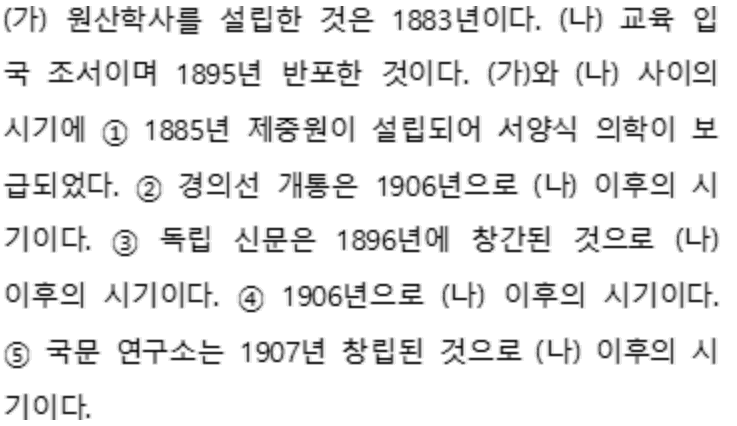 (가) 원산학사를 설립한 것은 1883년이다. (나) 교육 입
국 조서이며 1895년 반포한 것이다. (가)와 (나) 사이의
시기에 ① 1885년 제중원이 설립되어 서양식 의학이 보
급되었다. ② 경의선 개통은 1906년으로 (나) 이후의 시
기이다. ③ 독립 신문은 1896년에 창간된 것으로 (나)
이후의 시기이다. ④ 1906년으로 (나) 이후의 시기이다.
⑤ 국문 연구소는 1907년 창립된 것으로 (나) 이후의 시
기이다.